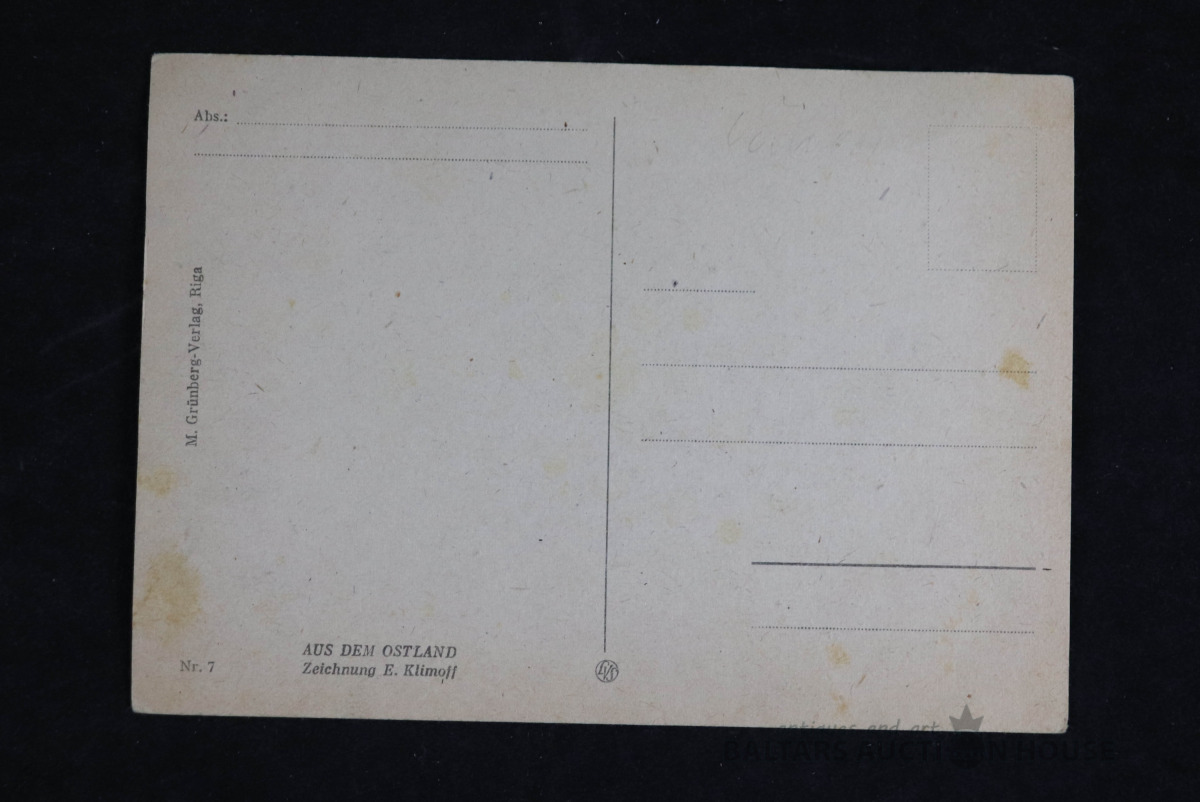 Abs.:
M. Grünberg-Verlag, Riga
Nr. 7
AUS DEM OSTLAND
Zeichnung E. Klimoff
antiques and art
BALTARS AUCTION HOUSE